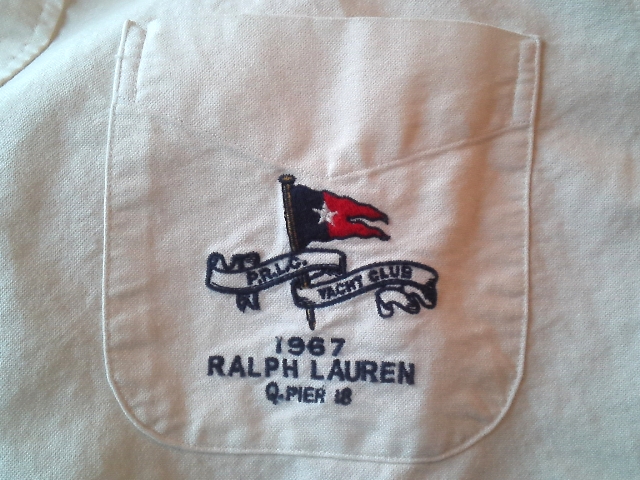 P.R.L.C.
YACHT CLUB
1967
RALPH LAUREN
Q.PIER 18